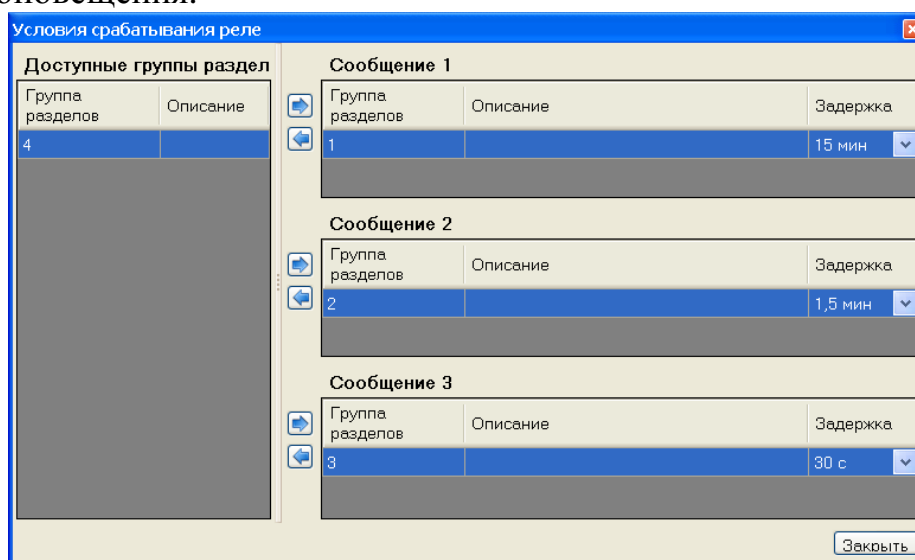 Условия срабатывания реле
Доступные группы раздел
Группа разделов
Описание
4
Сообщение 1
Группа разделов
Описание
Задержка
1
15 мин
Сообщение 2
Группа разделов
Описание
Задержка
2
1,5 мин
Сообщение 3
Группа разделов
Описание
Задержка
3
30 с
Закрыть